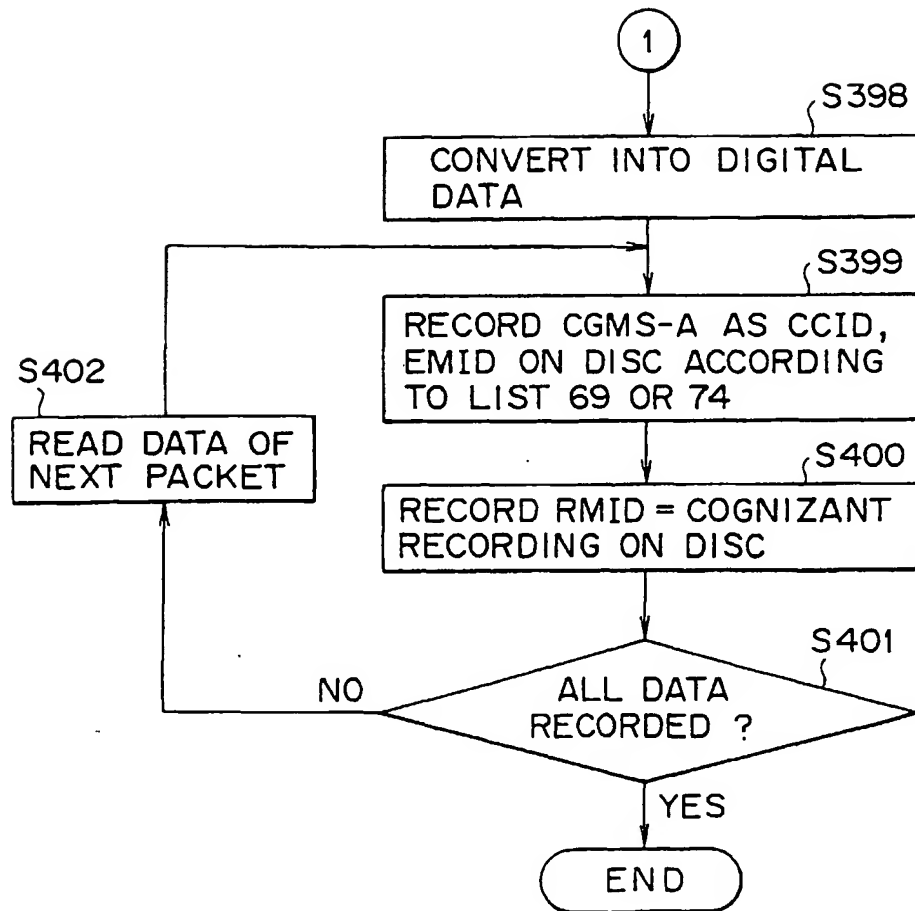 1
S398
CONVERT INTO DIGITAL
DATA
S399
RECORD CGMS-A AS CCID,
EMID ON DISC ACCORDING
TO LIST 69 OR 74
S402
READ DATA OF
NEXT PACKET
S400
RECORD RMID = COGNIZANT
RECORDING ON DISC
S401
ALL DATA
RECORDED ?
NO
YES
END